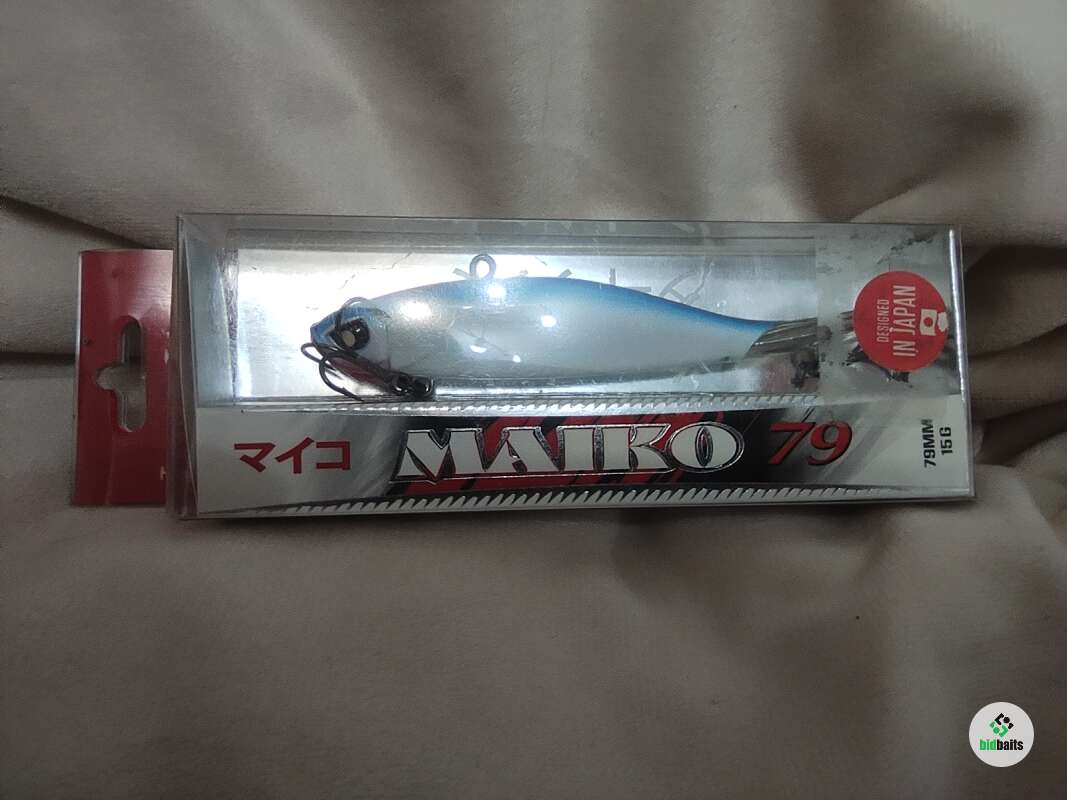 DESIGNED
IN JAPAN
マイコ
MAIKO
79
79MM
15G
bidbaits